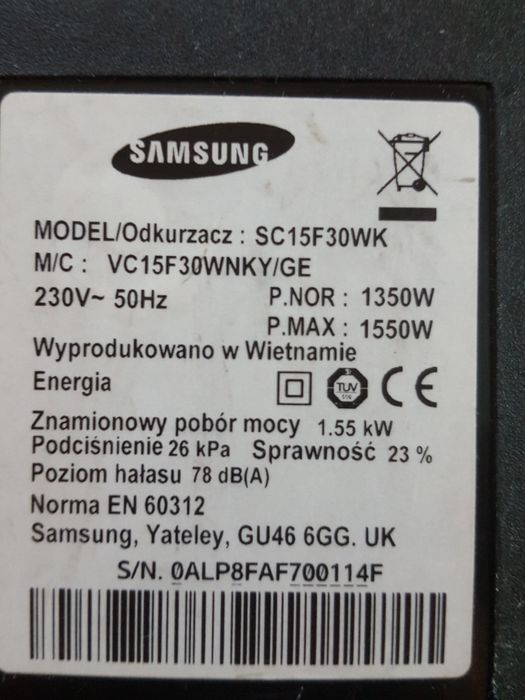 SAMSUNG
MODEL/Odkurzacz : SC15F30WK
M/C : VC15F30WNKY/GE
230V~ 50Hz P.NOR : 1350W
P.MAX : 1550W
Wyprodukowano w Wietnamie
Energia TUV CE
Znamionowy pobór mocy 1.55 kW
Podciśnienie 26 kPa Sprawność 23 %
Poziom hałasu 78 dB(A)
Norma EN 60312
Samsung, Yateley, GU46 6GG. UK
S/N. 0ALP8FAF700114F